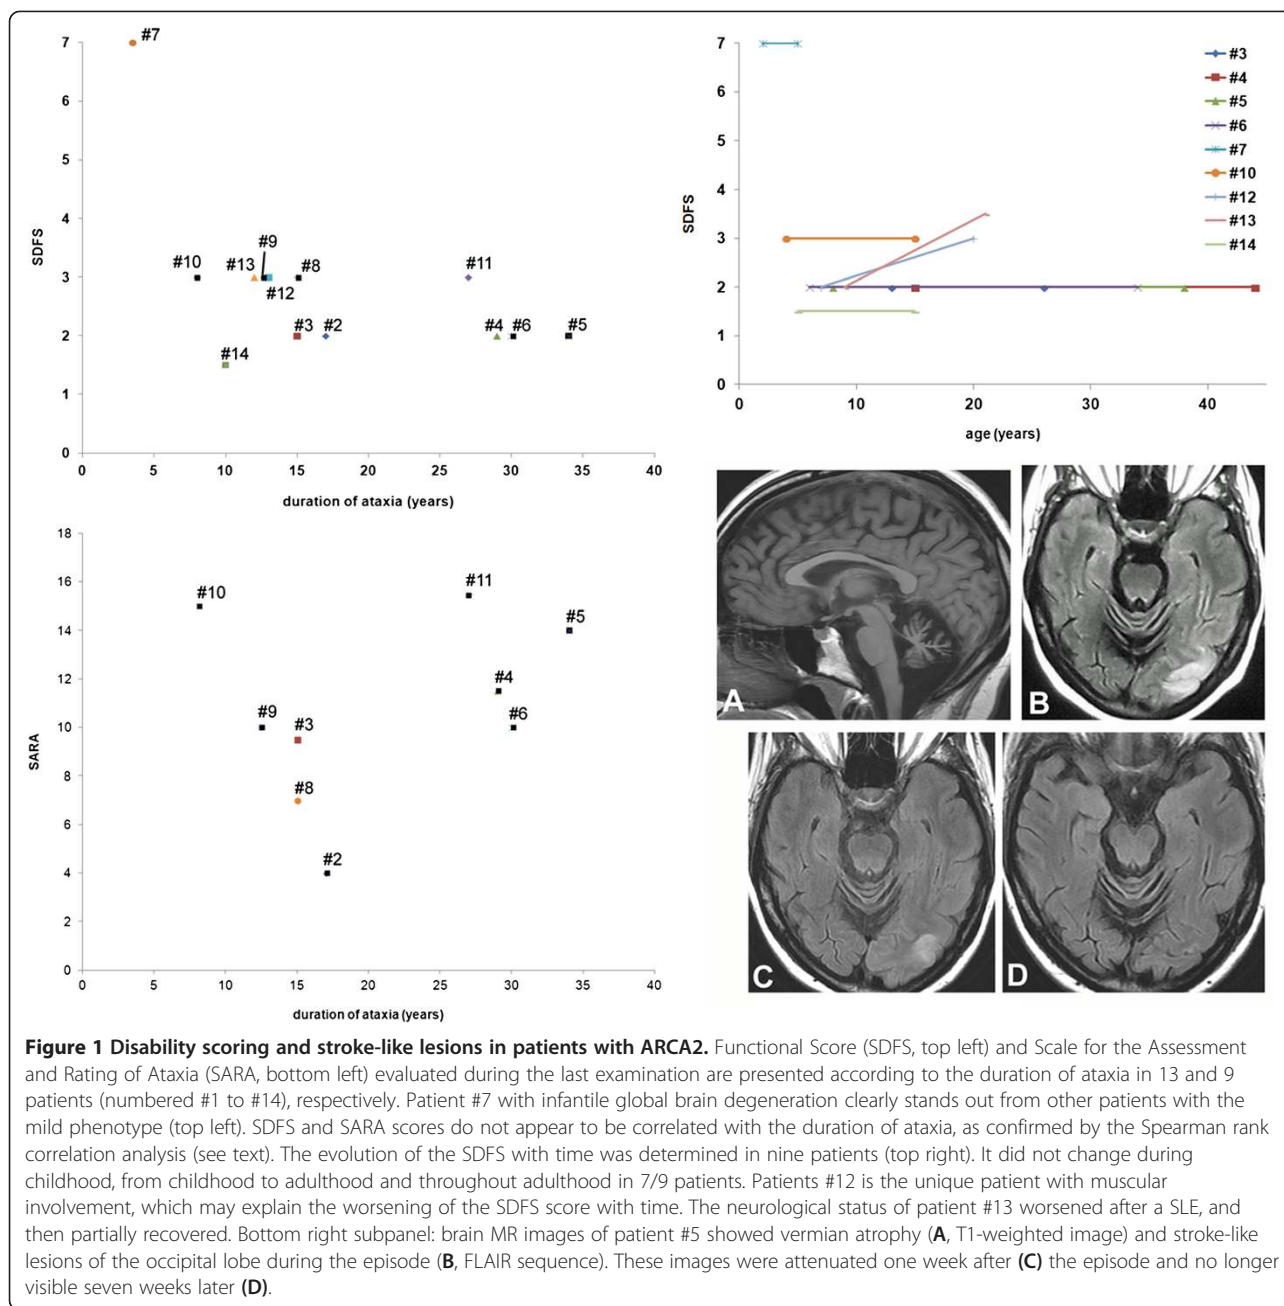 7
6
5
4
3
2
1
0
SDFS
#7
#10
#13
#9
#12
#8
#11
#14
#3
#2
#4
#6
#5
0 5 10 15 20 25 30 35 40
duration of ataxia (years)
18
16
14
12
10
8
6
4
2
0
SARA
#10
#11
#5
#4
#6
#9
#3
#8
#2
0 5 10 15 20 25 30 35 40
duration of ataxia (years)
7
6
5
4
3
2
1
0
SDFS
#3
#4
#5
#6
#7
#10
#12
#13
#14
0 10 20 30 40
age (years)
A
B
C
D
Figure 1 Disability scoring and stroke-like lesions in patients with ARCA2. Functional Score (SDFS, top left) and Scale for the Assessment
and Rating of Ataxia (SARA, bottom left) evaluated during the last examination are presented according to the duration of ataxia in 13 and 9
patients (numbered #1 to #14), respectively. Patient #7 with infantile global brain degeneration clearly stands out from other patients with the
mild phenotype (top left). SDFS and SARA scores do not appear to be correlated with the duration of ataxia, as confirmed by the Spearman rank
correlation analysis (see text). The evolution of the SDFS with time was determined in nine patients (top right). It did not change during
childhood, from childhood to adulthood and throughout adulthood in 7/9 patients. Patients #12 is the unique patient with muscular
involvement, which may explain the worsening of the SDFS score with time. The neurological status of patient #13 worsened after a SLE, and
then partially recovered. Bottom right subpanel: brain MR images of patient #5 showed vermian atrophy (A, T1-weighted image) and stroke-like
lesions of the occipital lobe during the episode (B, FLAIR sequence). These images were attenuated one week after (C) the episode and no longer
visible seven weeks later (D).